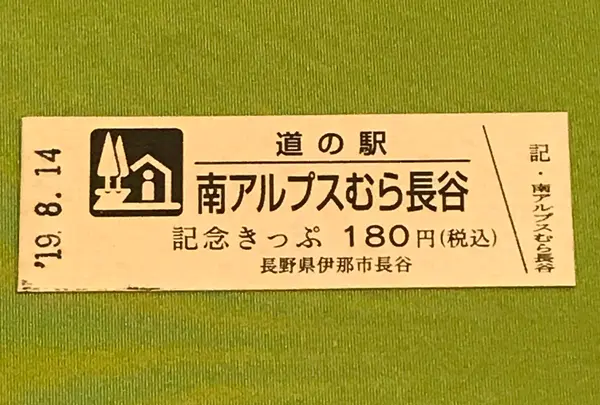 '19. 8. 14
道の駅
南アルプスむら長谷
記念きっぷ 180円(税込)
長野県伊那市長谷
記・南アルプスむら長谷